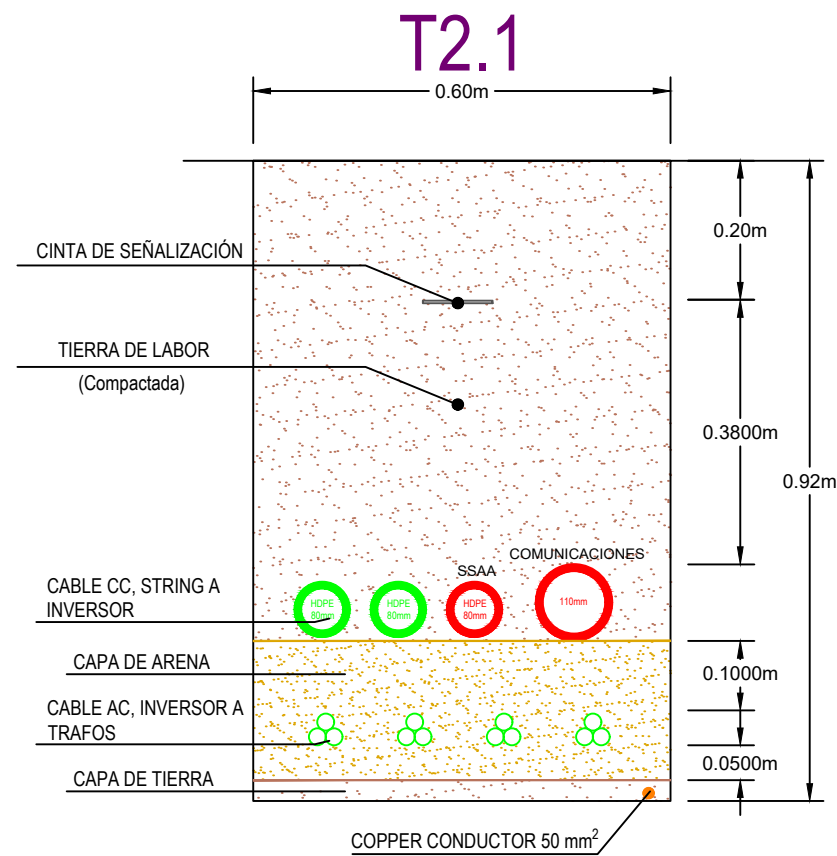 T2.1
0.60m
0.20m
CINTA DE SEÑALIZACIÓN
TIERRA DE LABOR
(Compactada)
0.3800m
0.92m
COMUNICACIONES
SSAA
CABLE CC, STRING A
INVERSOR
HDPE
80mm
HDPE
80mm
HDPE
80mm
110mm
CAPA DE ARENA
0.1000m
CABLE AC, INVERSOR A
TRAFOS
0.0500m
CAPA DE TIERRA
COPPER CONDUCTOR 50 mm²